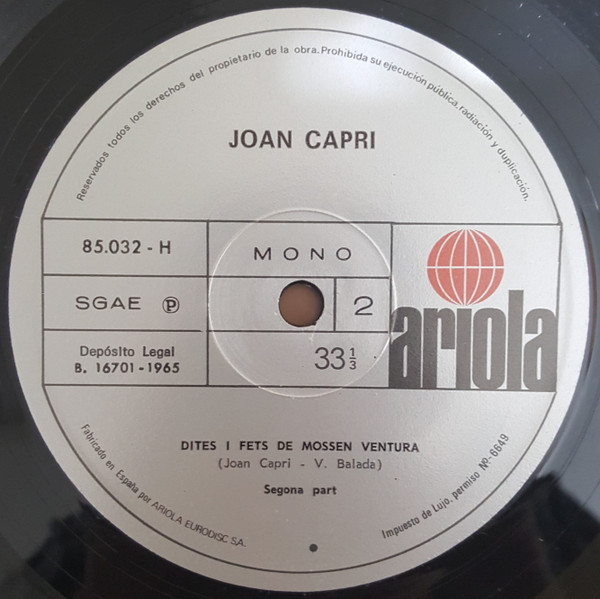 Reservados todos los derechos del propietario de la obra. Prohibida su ejecución pública, radiación y duplicación.
JOAN CAPRI
85.032 - H
MONO
SGAE Ⓟ
2
Depósito Legal
B. 16701 - 1965
33⅓
ariola
DITES I FETS DE MOSSEN VENTURA
(Joan Capri - V. Balada)
Segona part
Fabricado en España por ARIOLA EURODISC S.A.
Impuesto de Lujo, permiso Nº-6649